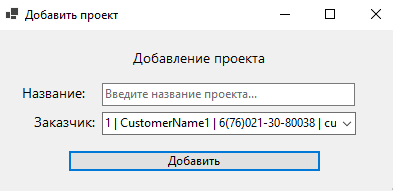 Добавить проект
Добавление проекта
Название: Введите название проекта...
Заказчик: 1 | CustomerName1 | 6(76)021-30-80038 | cu
Добавить